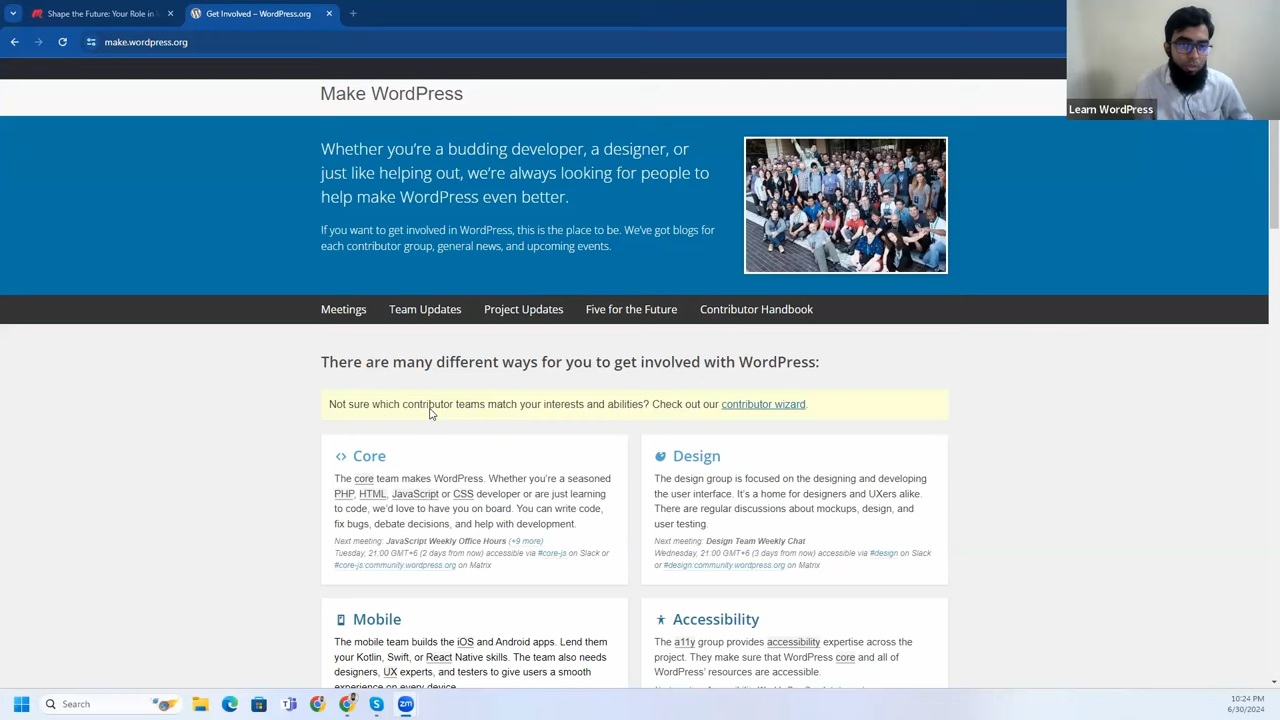 Shape the Future: Your Role in
Get Involved – WordPress.org
make.wordpress.org
Learn WordPress
Make WordPress
Whether you're a budding developer, a designer, or
just like helping out, we're always looking for people to
help make WordPress even better.
If you want to get involved in WordPress, this is the place to be. We've got blogs for
each contributor group, general news, and upcoming events.
Meetings Team Updates Project Updates Five for the Future Contributor Handbook
There are many different ways for you to get involved with WordPress:
Not sure which contributor teams match your interests and abilities? Check out our contributor wizard.
Core
The core team makes WordPress. Whether you're a seasoned
PHP, HTML, JavaScript or CSS developer or are just learning
to code, we'd love to have you on board. You can write code,
fix bugs, debate decisions, and help with development.
Next meeting: JavaScript Weekly Office Hours (+9 more)
Tuesday, 21:00 GMT+6 (2 days from now) accessible via #core-js on Slack or
#core-js:community.wordpress.org on Matrix
Design
The design group is focused on the designing and developing
the user interface. It's a home for designers and UXers alike.
There are regular discussions about mockups, design, and
user testing.
Next meeting: Design Team Weekly Chat
Wednesday, 21:00 GMT+6 (3 days from now) accessible via #design on Slack
or #design:community.wordpress.org on Matrix
Mobile
The mobile team builds the iOS and Android apps. Lend them
your Kotlin, Swift, or React Native skills. The team also needs
designers, UX experts, and testers to give users a smooth
experience on every device.
Accessibility
The a11y group provides accessibility expertise across the
project. They make sure that WordPress core and all of
WordPress' resources are accessible.
Search
zm
10:24 PM
6/30/2024